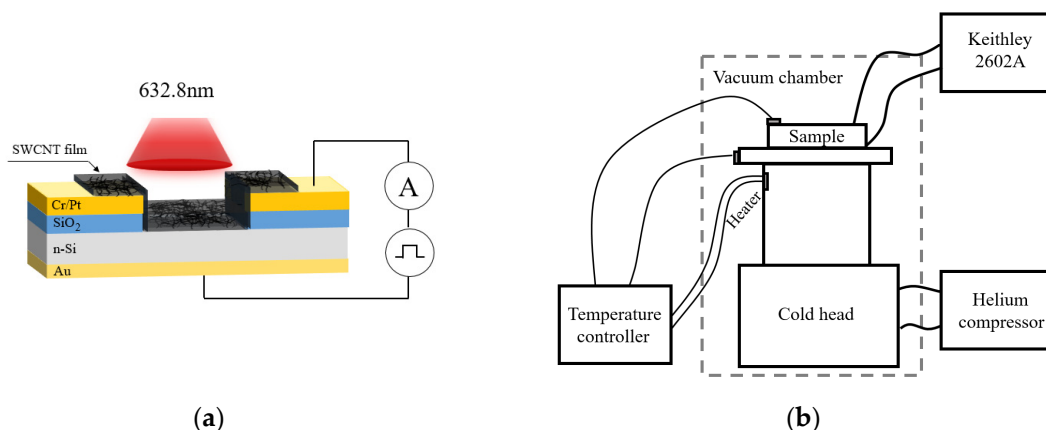 632.8nm
SWCNT film
Cr/Pt
SiO₂
n-Si
Au
A
(a)
Keithley
2602A
Vacuum chamber
Sample
Heater
Temperature
controller
Cold head
Helium
compressor
(b)